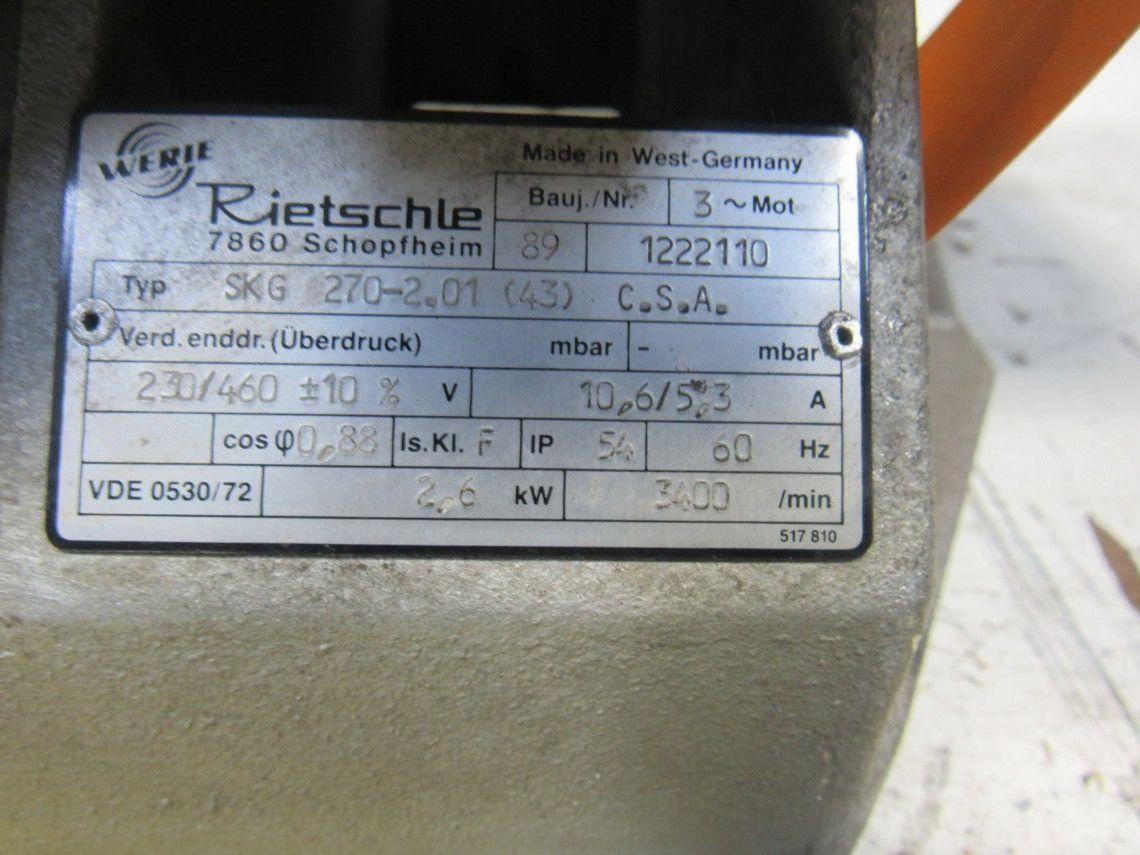 WERIE
Rietschle
7860 Schopfheim
Made in West-Germany
Bauj./Nr. 3 ~ Mot
89 1222110
Typ SKG 270-2.01 (43) C.S.A.
Verd. enddr. (Überdruck) mbar - mbar
230/460 ±10 % V 10,6/5,3 A
cos φ 0,88 Is. Kl. F IP 54 60 Hz
VDE 0530/72 2,6 kW 3400 /min
517 810